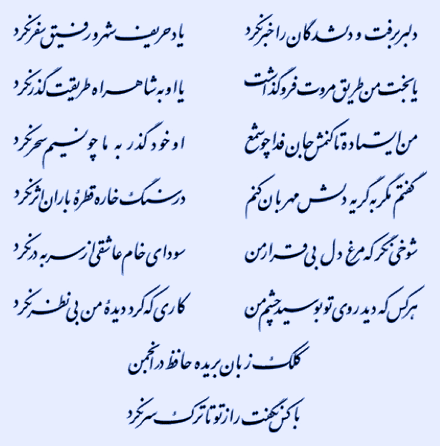 دلبر برفت و دلشدگان را خبر نکرد یاد حریف شهر و رفیق سفر نکرد
یا بخت من طریق مروت فروگذاشت یا او به شاهراه طریقت گذر نکرد
من ایستاده تا کنمش جان فدا چو شمع او خود گذر به ما چو نسیم سحر نکرد
گفتم مگر به گریه دلش مهربان کنم در سنگ خاره قطرهٔ باران اثر نکرد
شوخی نگر که مرغ دل بی قرار من سودای خام عاشقی از سر به در نکرد
هر کس که دید روی تو بوسید چشم من کاری که کرد دیدهٔ من بی نظر نکرد
کلک زبان بریده حافظ در انجمن
با کس نگفت راز تو تا ترک سر نکرد